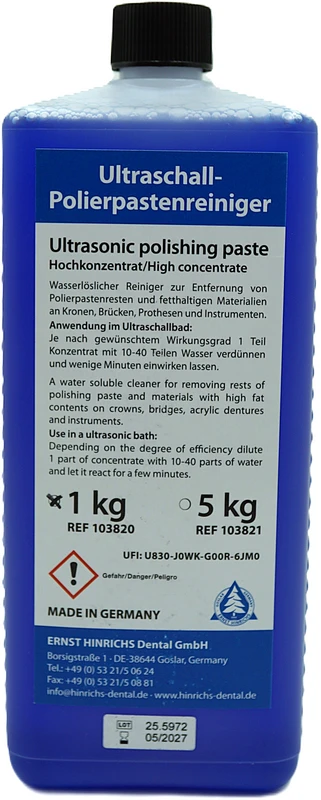 Ultraschall-
Polierpastenreiniger
Ultrasonic polishing paste
Hochkonzentrat/High concentrate
Wasserlöslicher Reiniger zur Entfernung von
Polierpastenresten und fetthaltigen Materialien
an Kronen, Brücken, Prothesen und Instrumenten.
Anwendung im Ultraschallbad:
Je nach gewünschtem Wirkungsgrad 1 Teil
Konzentrat mit 10-40 Teilen Wasser verdünnen
und wenige Minuten einwirken lassen.
A water soluble cleaner for removing rests of
polishing paste and materials with high fat
contents on crowns, bridges, acrylic dentures
and instruments.
Use in a ultrasonic bath:
Depending on the degree of efficiency dilute
1 part of concentrate with 10-40 parts of water
and let it react for a few minutes.
1 kg 5 kg
REF 103820 REF 103821
UFI: U830-J0WK-G00R-6JM0
Gefahr/Danger/Peligro
ERNST HINRICHS
MADE IN GERMANY
ERNST HINRICHS Dental GmbH
Borsigstraße 1 · DE-38644 Goslar, Germany
Tel.: +49 (0) 53 21/5 06 24
Fax: +49 (0) 53 21/5 08 81
info@hinrichs-dental.de - www.hinrichs-dental.de
LOT 25.5972
05/2027